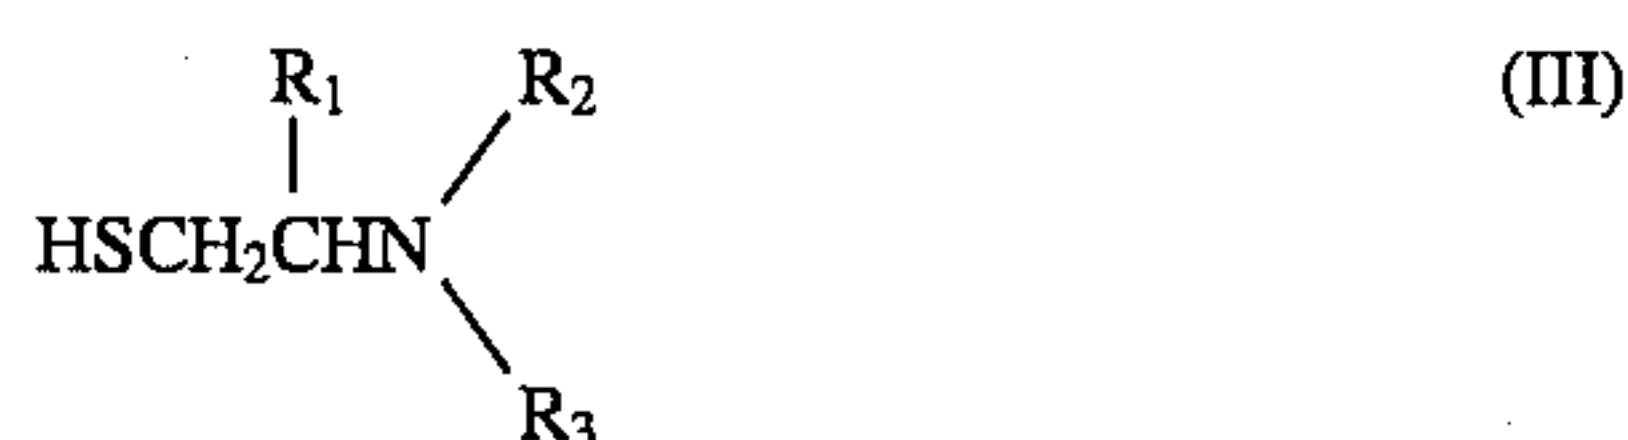 R₁ R₂ (III)
HSCH₂CHN
R₃